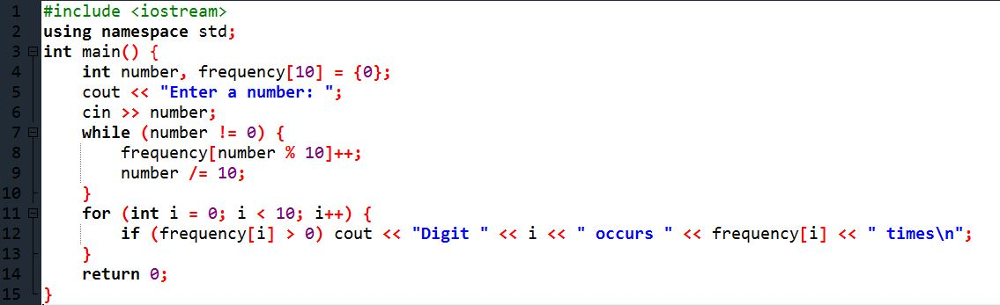 1 #include <iostream>
2 using namespace std;
3 int main() {
4     int number, frequency[10] = {0};
5     cout << "Enter a number: ";
6     cin >> number;
7     while (number != 0) {
8         frequency[number % 10]++;
9         number /= 10;
10     }
11     for (int i = 0; i < 10; i++) {
12         if (frequency[i] > 0) cout << "Digit " << i << " occurs " << frequency[i] << " times\n";
13     }
14     return 0;
15 }